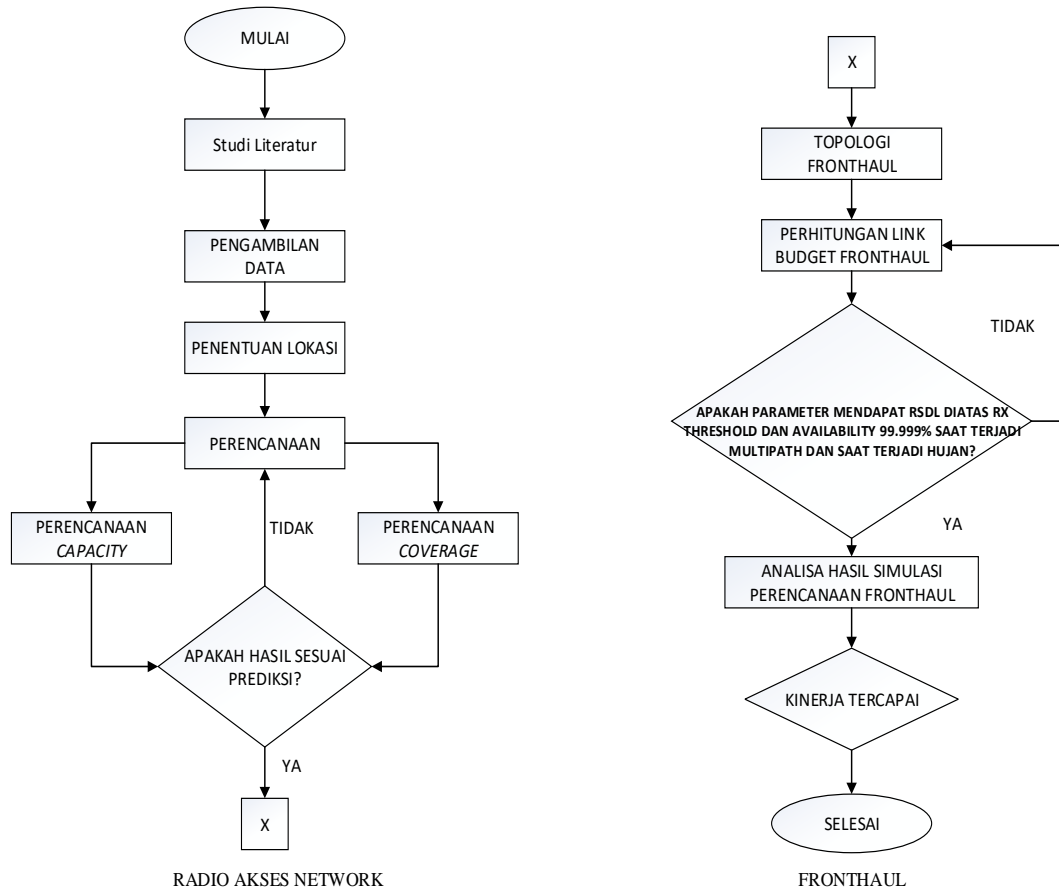 MULAI
Studi Literatur
PENGAMBILAN
DATA
PENENTUAN LOKASI
PERENCANAAN
PERENCANAAN
CAPACITY
TIDAK
PERENCANAAN
COVERAGE
APAKAH HASIL SESUAI
PREDIKSI?
YA
X
RADIO AKSES NETWORK
X
TOPOLOGI
FRONTHAUL
PERHITUNGAN LINK
BUDGET FRONTHAUL
TIDAK
APAKAH PARAMETER MENDAPAT RSDL DIATAS RX
THRESHOLD DAN AVAILABILITY 99.999% SAAT TERJADI
MULTIPATH DAN SAAT TERJADI HUJAN?
YA
ANALISA HASIL SIMULASI
PERENCANAAN FRONTHAUL
KINERJA TERCAPAI
SELESAI
FRONTHAUL